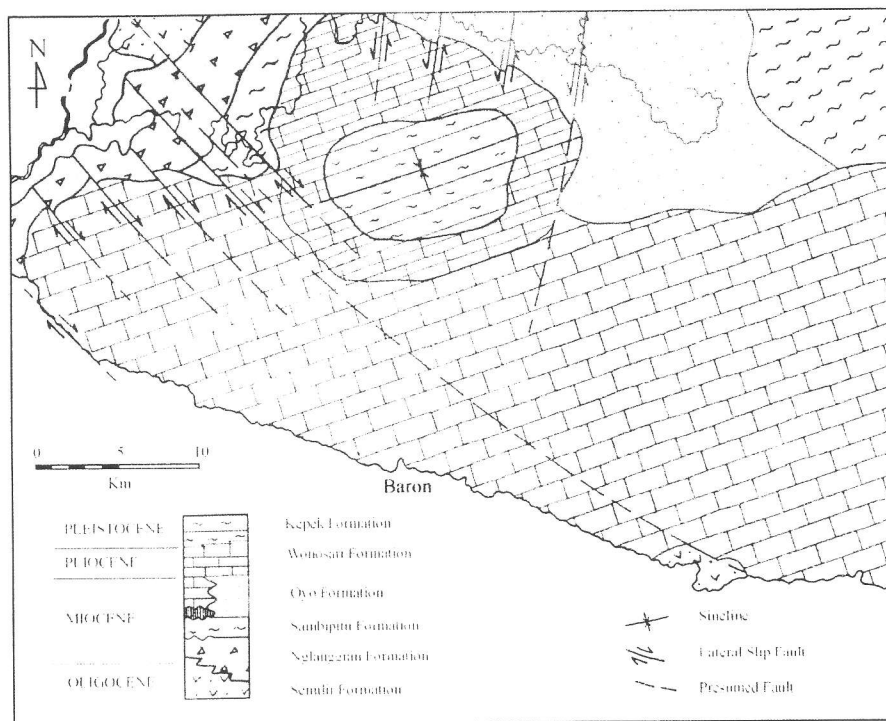 N
0 5 10
Km
Baron
PLEISTOCENE
PLIOCENE
MIOCENE
OLIGOCENE
Kepek Formation
Wonosari Formation
Oyo Formation
Sambipitu Formation
Nglanggran Formation
Semilir Formation
Sincline
Lateral Slip Fault
Presumed Fault